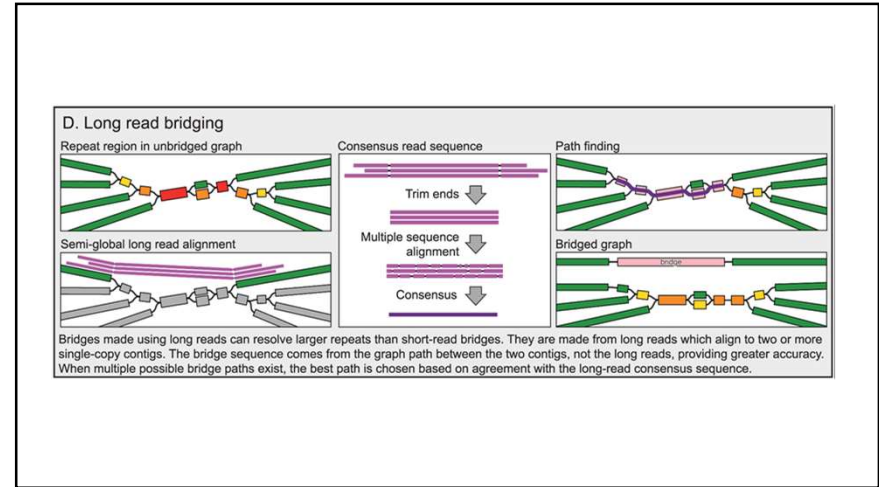 D. Long read bridging
Repeat region in unbridged graph
Consensus read sequence
Path finding
Trim ends
Multiple sequence
alignment
Consensus
Semi-global long read alignment
Bridged graph
bridge
Bridges made using long reads can resolve larger repeats than short-read bridges. They are made from long reads which align to two or more
single-copy contigs. The bridge sequence comes from the graph path between the two contigs, not the long reads, providing greater accuracy.
When multiple possible bridge paths exist, the best path is chosen based on agreement with the long-read consensus sequence.